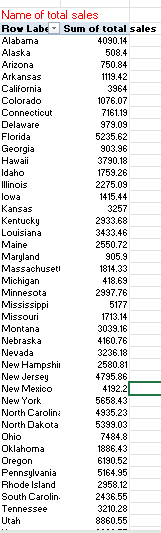 Name of total sales
Row Labe Sum of total sales
Alabama 4090.14
Alaska 508.4
Arizona 750.84
Arkansas 1119.42
California 3964
Colorado 1076.07
Connecticut 7161.19
Delaware 979.09
Florida 5235.62
Georgia 903.96
Hawaii 3790.18
Idaho 1759.26
Illinois 2275.09
Iowa 1415.44
Kansas 3257
Kentucky 2933.68
Louisiana 3433.46
Maine 2550.72
Maryland 905.9
Massachusett 1814.33
Michigan 418.69
Minnesota 2997.76
Mississippi 5177
Missouri 1713.14
Montana 3039.16
Nebraska 4160.76
Nevada 3236.18
New Hampshi 2580.81
New Jersey 4795.86
New Mexico 4192.2
New York 5658.43
North Carolina 4935.23
North Dakota 5399.03
Ohio 7484.8
Oklahoma 1886.43
Oregon 6190.52
Pennsylvania 5164.95
Rhode Island 2958.12
South Carolin 2436.55
Tennessee 3210.28
Utah 8860.55